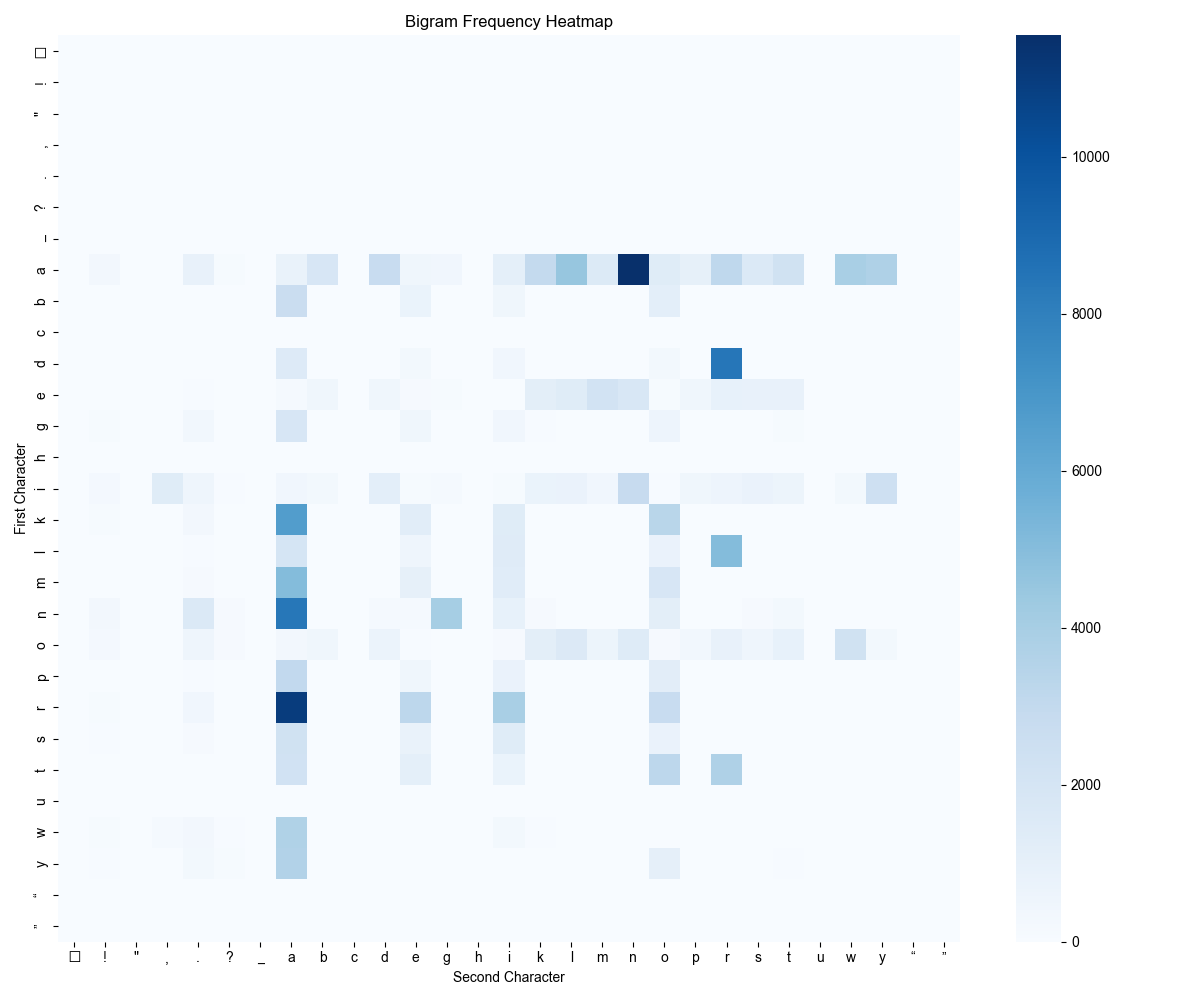 Bigram Frequency Heatmap
First Character
□
!
"
,
.
?
_
a
b
c
d
e
g
h
i
k
l
m
n
o
p
r
s
t
u
w
y
“
”
□ ! " , . ? _ a b c d e g h i k l m n o p r s t u w y “ ”
Second Character
10000
8000
6000
4000
2000
0